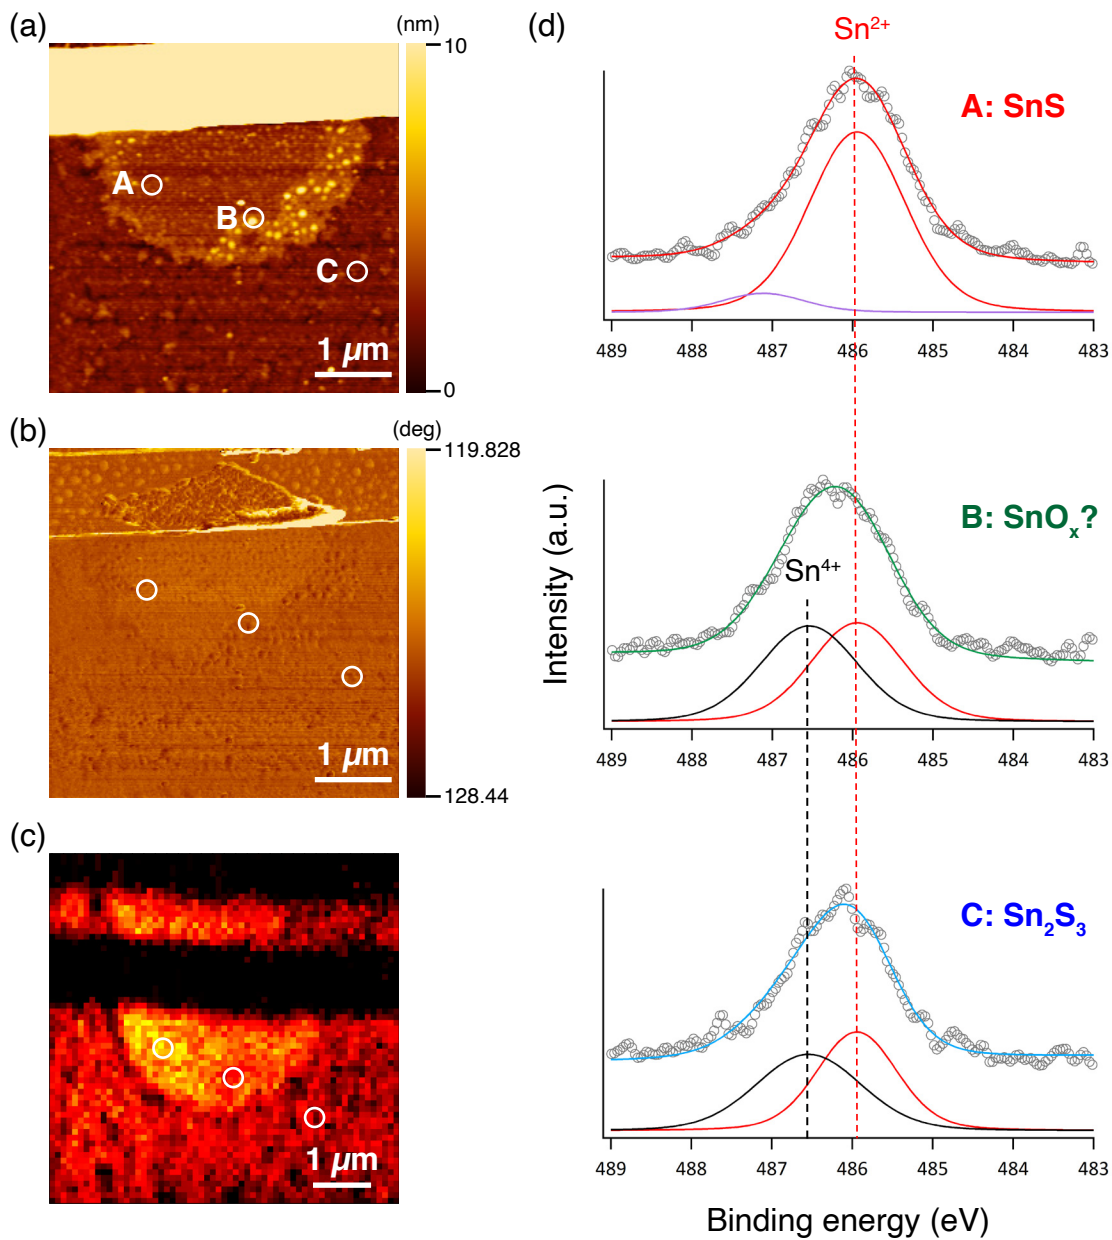 (a)
(nm)
10
A
B
C
1 µm
0
(b)
(deg)
119.828
1 µm
128.44
(c)
1 µm
(d)
Sn²⁺
A: SnS
489 488 487 486 485 484 483
B: SnOₓ?
Sn⁴⁺
489 488 487 486 485 484 483
C: Sn₂S₃
489 488 487 486 485 484 483
Intensity (a.u.)
Binding energy (eV)